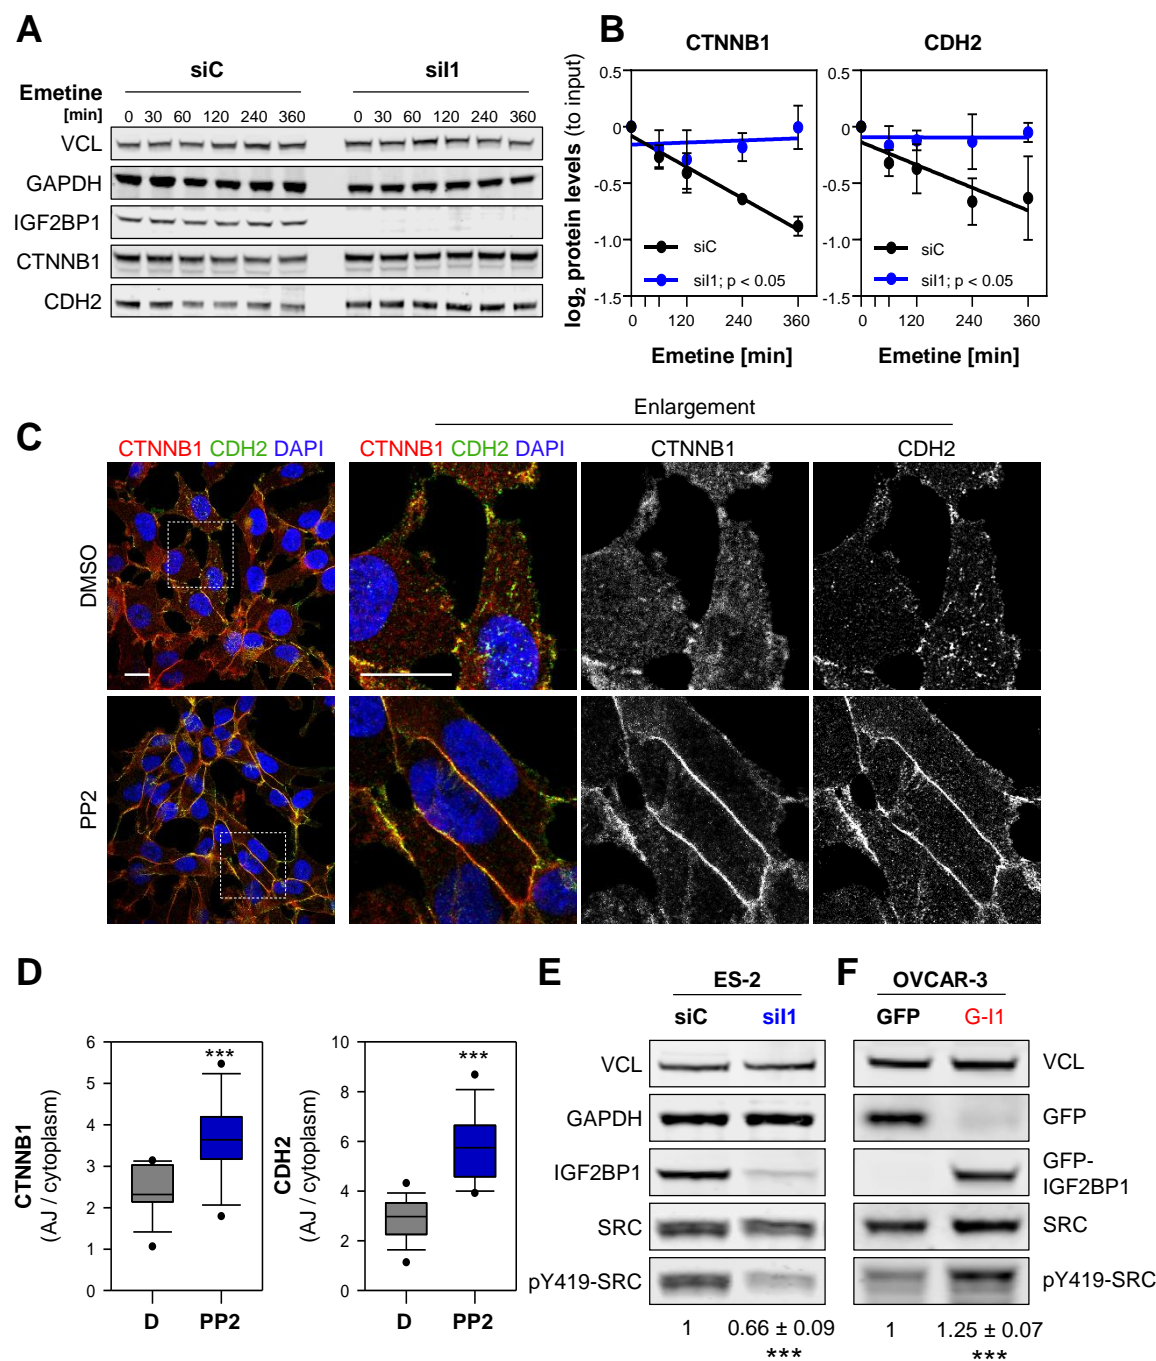 A
siC siI1
Emetine
[min]
0 30 60 120 240 360 0 30 60 120 240 360
VCL
GAPDH
IGF2BP1
CTNNB1
CDH2
B
CTNNB1 CDH2
log2 protein levels (to input)
0.5 0.5
0 0
-0.5 -0.5
-1.0 -1.0
-1.5 -1.5
siC siC
siI1; p < 0.05 siI1; p < 0.05
0 120 240 360 0 120 240 360
Emetine [min] Emetine [min]
C
Enlargement
CTNNB1 CDH2 DAPI CTNNB1 CDH2 DAPI CTNNB1 CDH2
DMSO
PP2
D
CTNNB1
(AJ / cytoplasm)
6
5
4
3
2
1
0
***
D PP2
CDH2
(AJ / cytoplasm)
10
8
6
4
2
0
***
D PP2
E
ES-2
siC siI1
VCL
GAPDH
IGF2BP1
SRC
pY419-SRC
1 0.66 ± 0.09
***
F
OVCAR-3
GFP G-I1
VCL
GFP
GFP-
IGF2BP1
SRC
pY419-SRC
1 1.25 ± 0.07
***